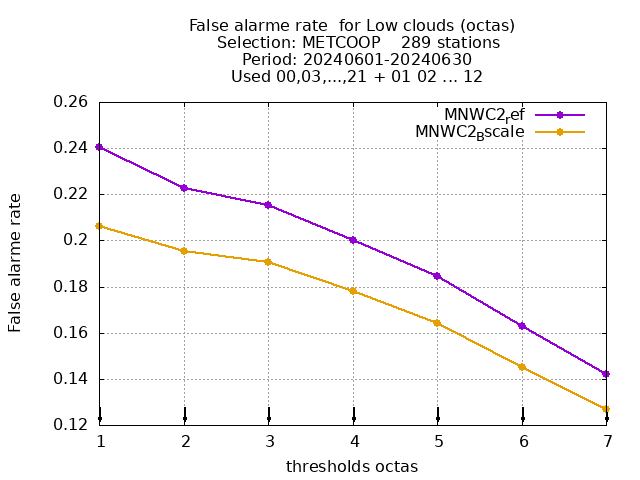 False alarme rate  for Low clouds (octas)
Selection: METCOOP    289 stations
Period: 20240601-20240630
Used 00,03,...,21 + 01 02 ... 12
MNWC2ref
MNWC2Bscale
False alarme rate
0.26
0.24
0.22
0.2
0.18
0.16
0.14
0.12
1 2 3 4 5 6 7
thresholds octas